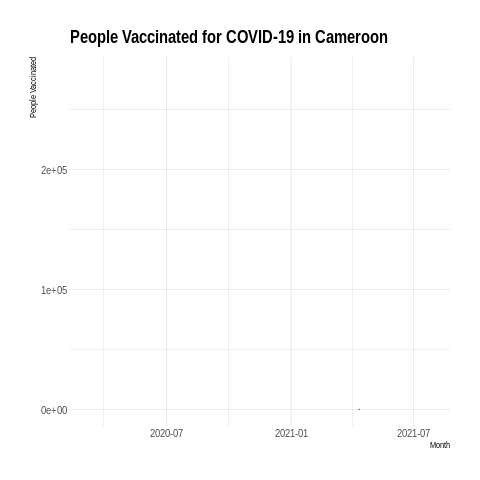 People Vaccinated for COVID-19 in Cameroon
People Vaccinated
2e+05
1e+05
0e+00
2020-07 2021-01 2021-07
Month